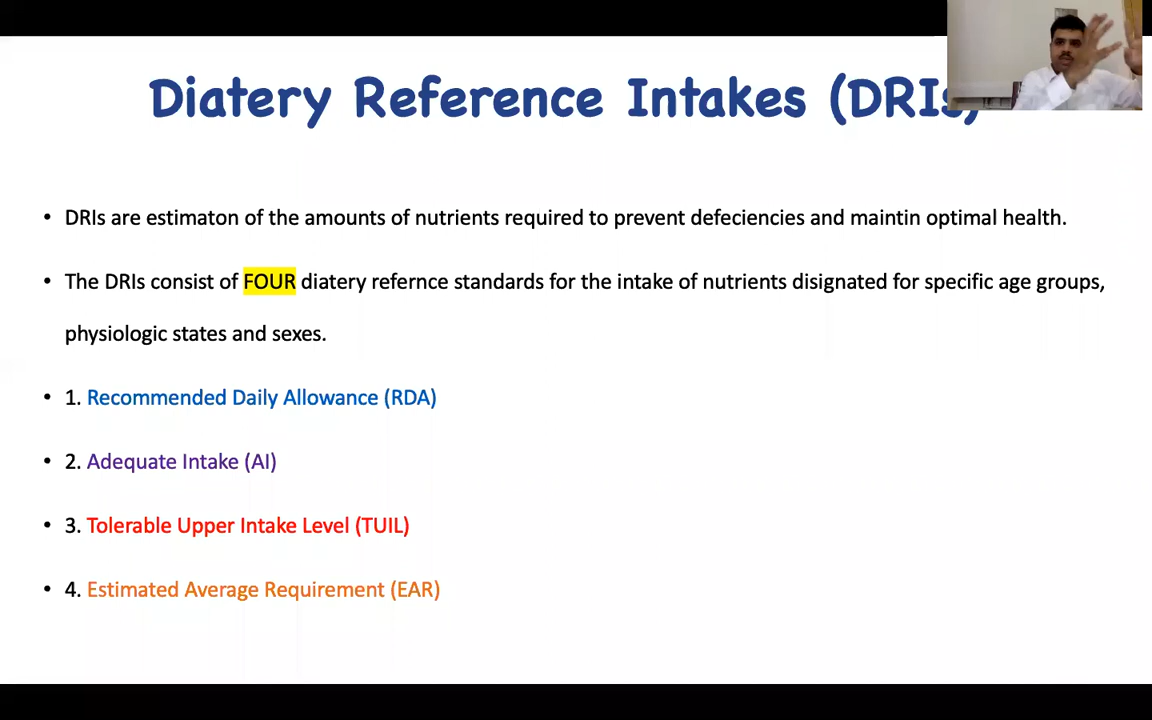 Diatery Reference Intakes (DRIs)
• DRIs are estimaton of the amounts of nutrients required to prevent defeciencies and maintin optimal health.
• The DRIs consist of FOUR diatery refernce standards for the intake of nutrients disignated for specific age groups,
physiologic states and sexes.
• 1. Recommended Daily Allowance (RDA)
• 2. Adequate Intake (AI)
• 3. Tolerable Upper Intake Level (TUIL)
• 4. Estimated Average Requirement (EAR)